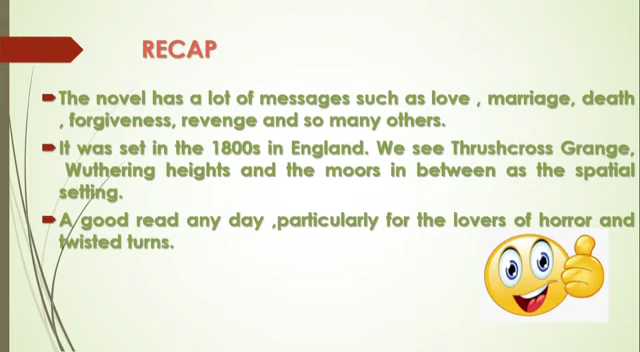 RECAP
The novel has a lot of messages such as love , marriage, death
, forgiveness, revenge and so many others.
It was set in the 1800s in England. We see Thrushcross Grange,
Wuthering heights and the moors in between as the spatial
setting.
A good read any day ,particularly for the lovers of horror and
twisted turns.